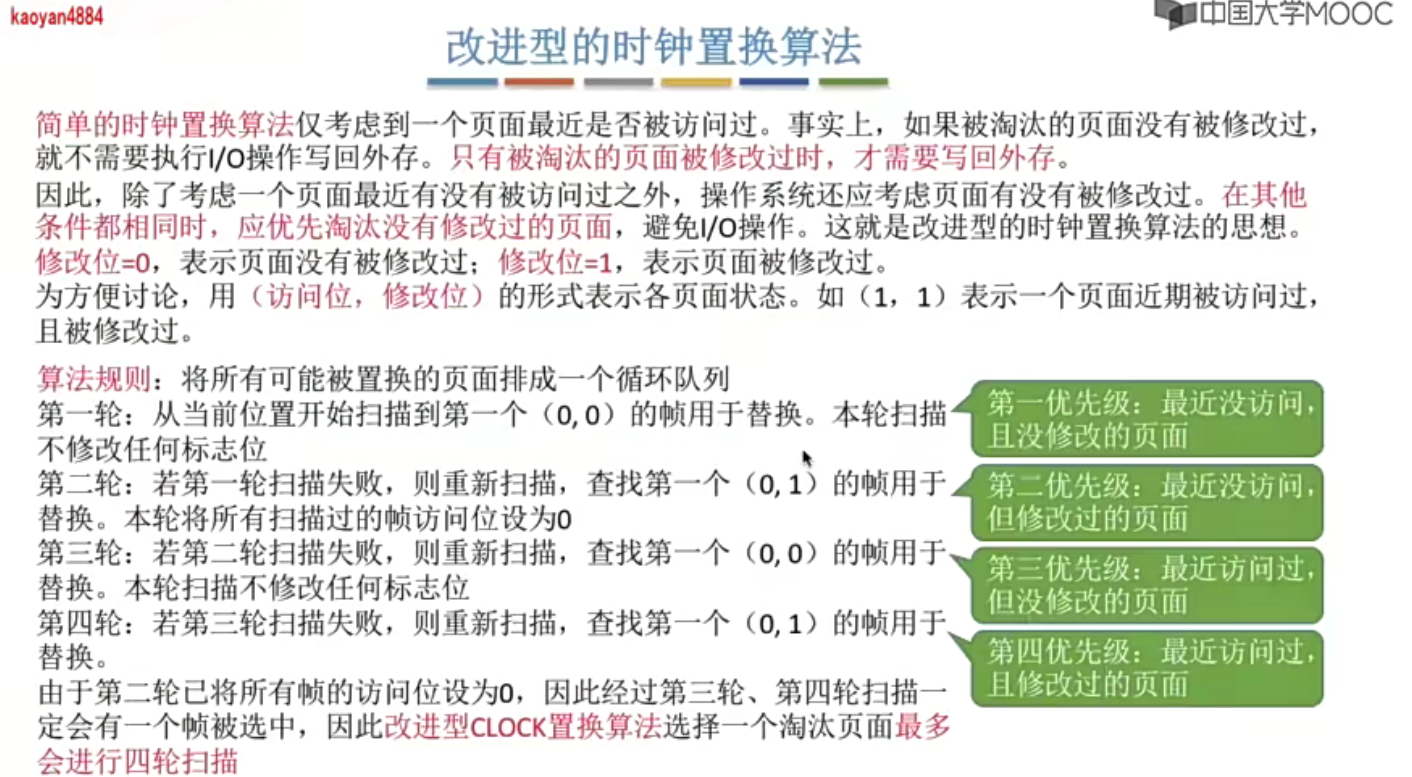 kaoyan4884
中国大学MOOC
改进型的时钟置换算法
简单的时钟置换算法仅考虑到一个页面最近是否被访问过。事实上，如果被淘汰的页面没有被修改过，
就不需要执行I/O操作写回外存。只有被淘汰的页面被修改过时，才需要写回外存。
因此，除了考虑一个页面最近有没有被访问过之外，操作系统还应考虑页面有没有被修改过。在其他
条件都相同时，应优先淘汰没有修改过的页面，避免I/O操作。这就是改进型的时钟置换算法的思想。
修改位=0，表示页面没有被修改过；修改位=1，表示页面被修改过。
为方便讨论，用（访问位，修改位）的形式表示各页面状态。如（1，1）表示一个页面近期被访问过，
且被修改过。
算法规则：将所有可能被置换的页面排成一个循环队列
第一轮：从当前位置开始扫描到第一个（0, 0）的帧用于替换。本轮扫描
不修改任何标志位
第二轮：若第一轮扫描失败，则重新扫描，查找第一个（0, 1）的帧用于
替换。本轮将所有扫描过的帧访问位设为0
第三轮：若第二轮扫描失败，则重新扫描，查找第一个（0, 0）的帧用于
替换。本轮扫描不修改任何标志位
第四轮：若第三轮扫描失败，则重新扫描，查找第一个（0, 1）的帧用于
替换。
由于第二轮已将所有帧的访问位设为0，因此经过第三轮、第四轮扫描一
定会有一个帧被选中，因此改进型CLOCK置换算法选择一个淘汰页面最多
会进行四轮扫描
第一优先级：最近没访问，
且没修改的页面
第二优先级：最近没访问，
但修改过的页面
第三优先级：最近访问过，
但没修改的页面
第四优先级：最近访问过，
且修改过的页面